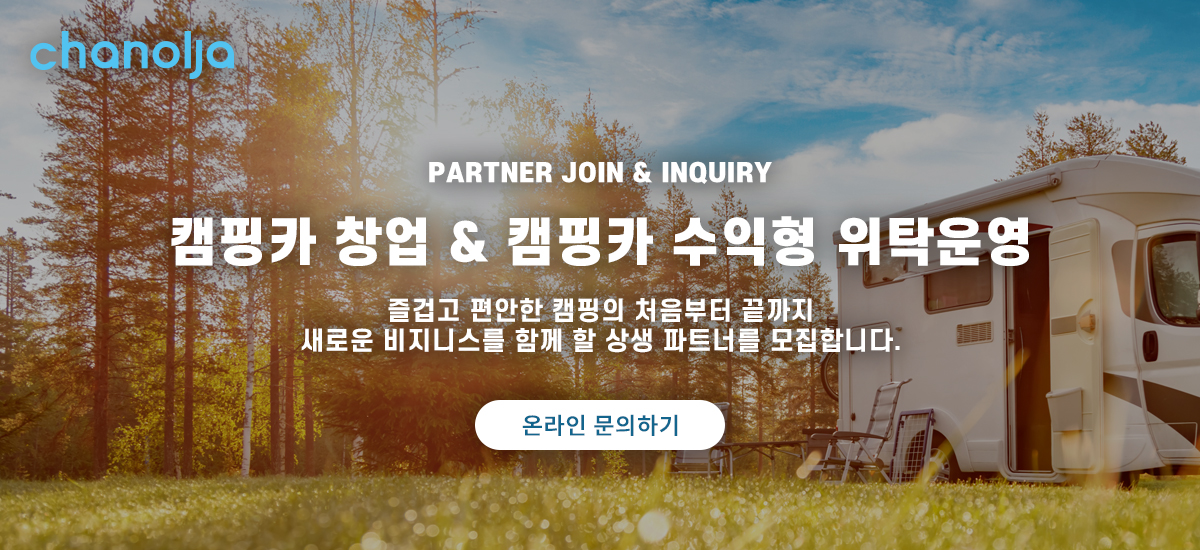 chanolja
PARTNER JOIN & INQUIRY
캠핑카 창업 & 캠핑카 수익형 위탁운영
즐겁고 편안한 캠핑의 처음부터 끝까지
새로운 비지니스를 함께 할 상생 파트너를 모집합니다.
온라인 문의하기